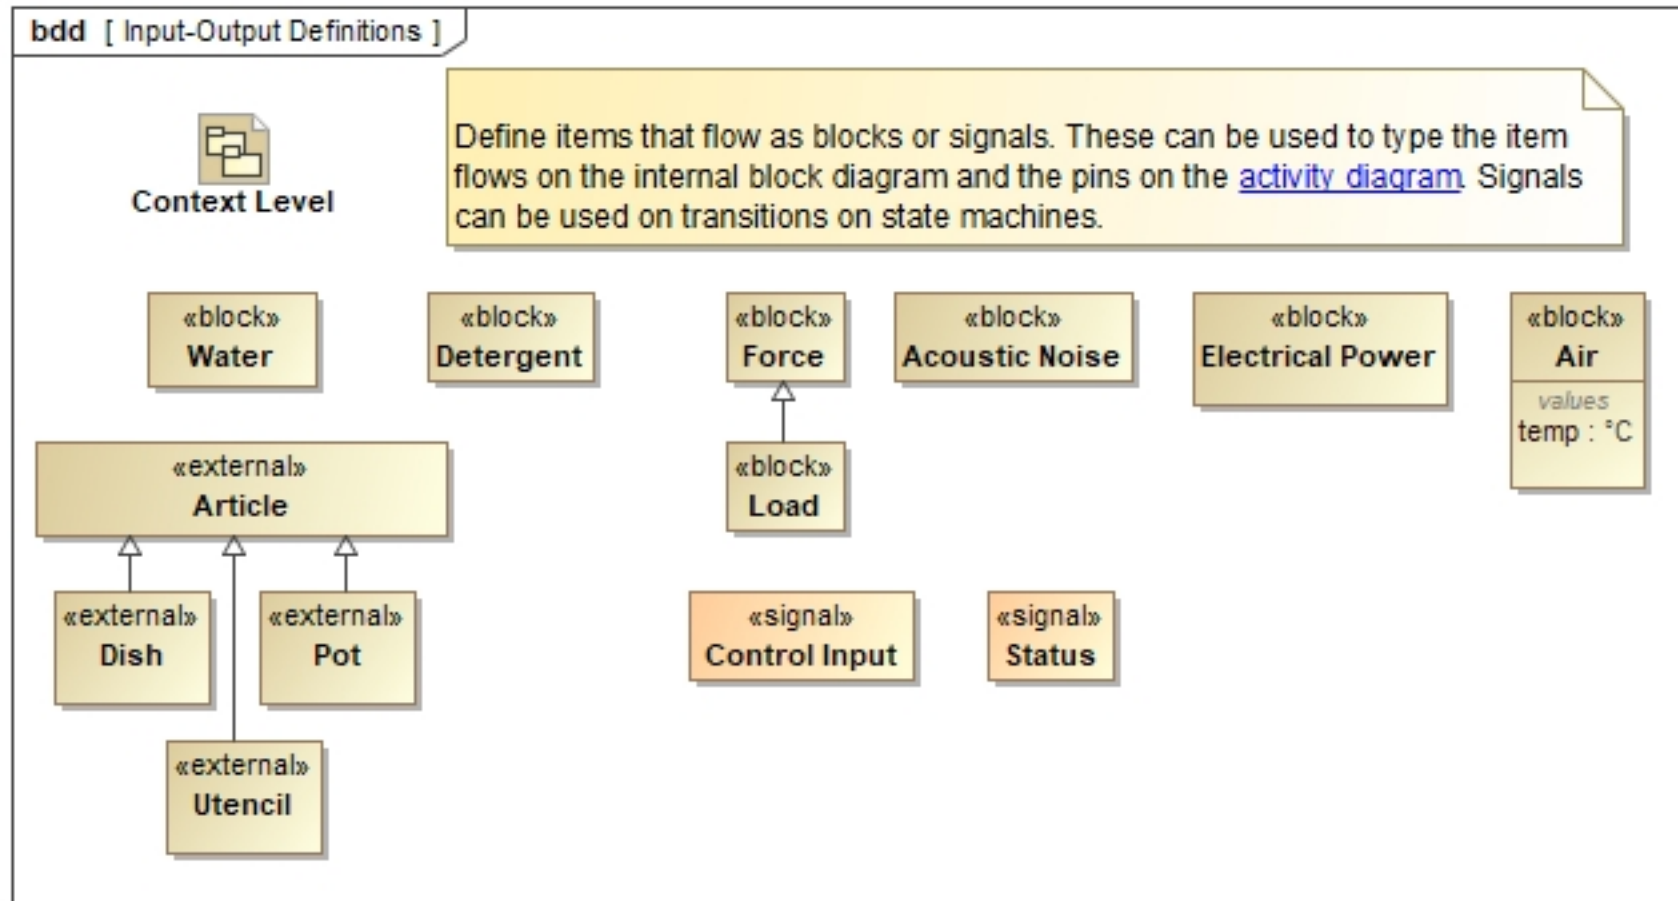 bdd [ Input-Output Definitions ]
Context Level
Define items that flow as blocks or signals. These can be used to type the item
flows on the internal block diagram and the pins on the activity diagram. Signals
can be used on transitions on state machines.
«block»
Water
«block»
Detergent
«block»
Force
«block»
Acoustic Noise
«block»
Electrical Power
«block»
Air
values
temp : °C
«external»
Article
«block»
Load
«external»
Dish
«external»
Pot
«signal»
Control Input
«signal»
Status
«external»
Utencil